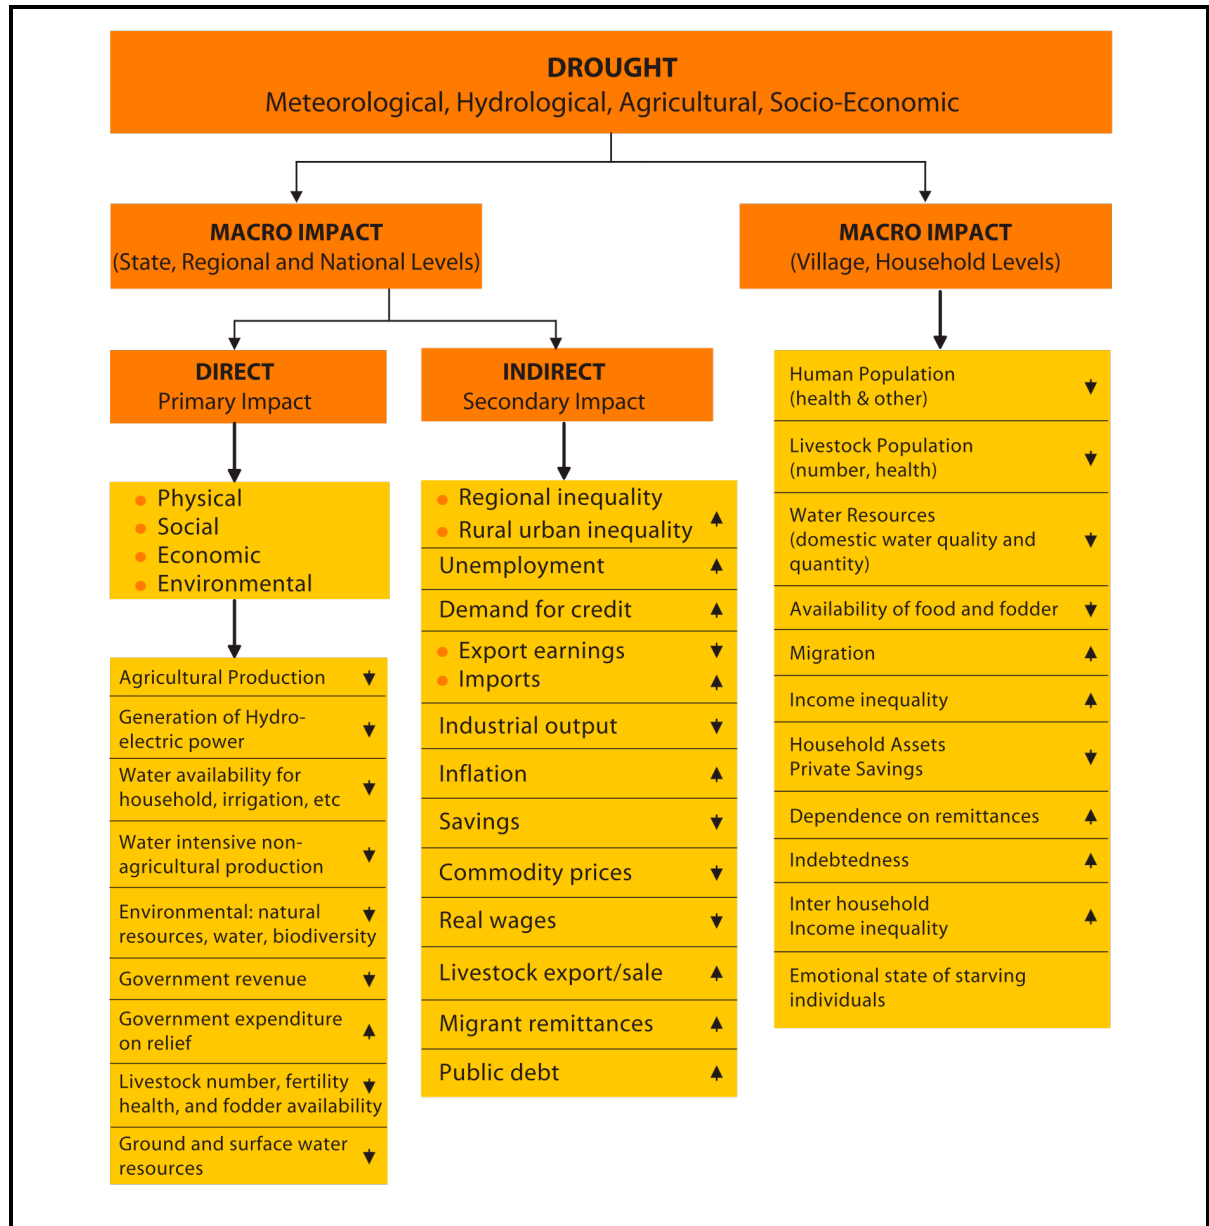 DROUGHT
Meteorological, Hydrological, Agricultural, Socio-Economic
MACRO IMPACT
(State, Regional and National Levels)
MACRO IMPACT
(Village, Household Levels)
DIRECT
Primary Impact
INDIRECT
Secondary Impact
Physical
Social
Economic
Environmental
Agricultural Production
Generation of Hydro-
electric power
Water availability for
household, irrigation, etc
Water intensive non-
agricultural production
Environmental: natural
resources, water, biodiversity
Government revenue
Government expenditure
on relief
Livestock number, fertility
health, and fodder availability
Ground and surface water
resources
Regional inequality
Rural urban inequality
Unemployment
Demand for credit
Export earnings
Imports
Industrial output
Inflation
Savings
Commodity prices
Real wages
Livestock export/sale
Migrant remittances
Public debt
Human Population
(health & other)
Livestock Population
(number, health)
Water Resources
(domestic water quality and
quantity)
Availability of food and fodder
Migration
Income inequality
Household Assets
Private Savings
Dependence on remittances
Indebtedness
Inter household
Income inequality
Emotional state of starving
individuals